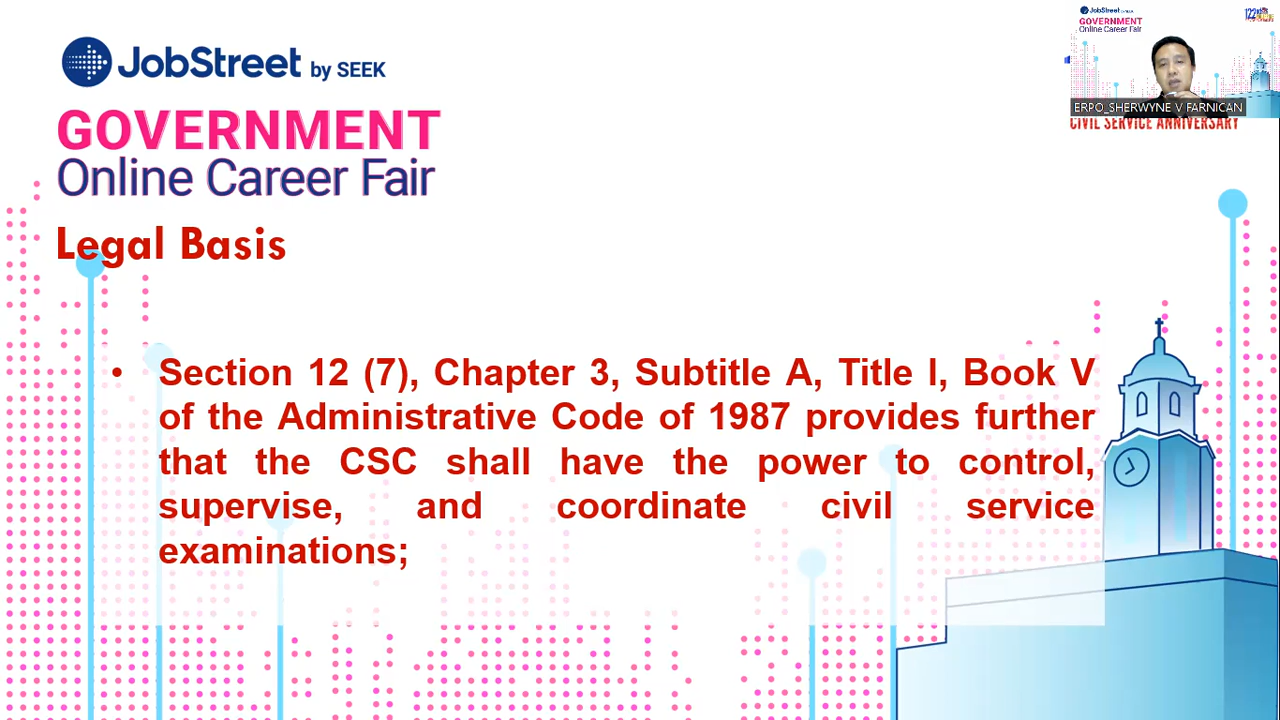 JobStreet by SEEK
GOVERNMENT
Online Career Fair
Legal Basis
• Section 12 (7), Chapter 3, Subtitle A, Title I, Book V
of the Administrative Code of 1987 provides further
that the CSC shall have the power to control,
supervise, and coordinate civil service
examinations;
JobStreet
GOVERNMENT
Online Career Fair
122
ERPO_SHERWYNE V FARNICAN
CIVIL SERVICE ANNIVERSARY